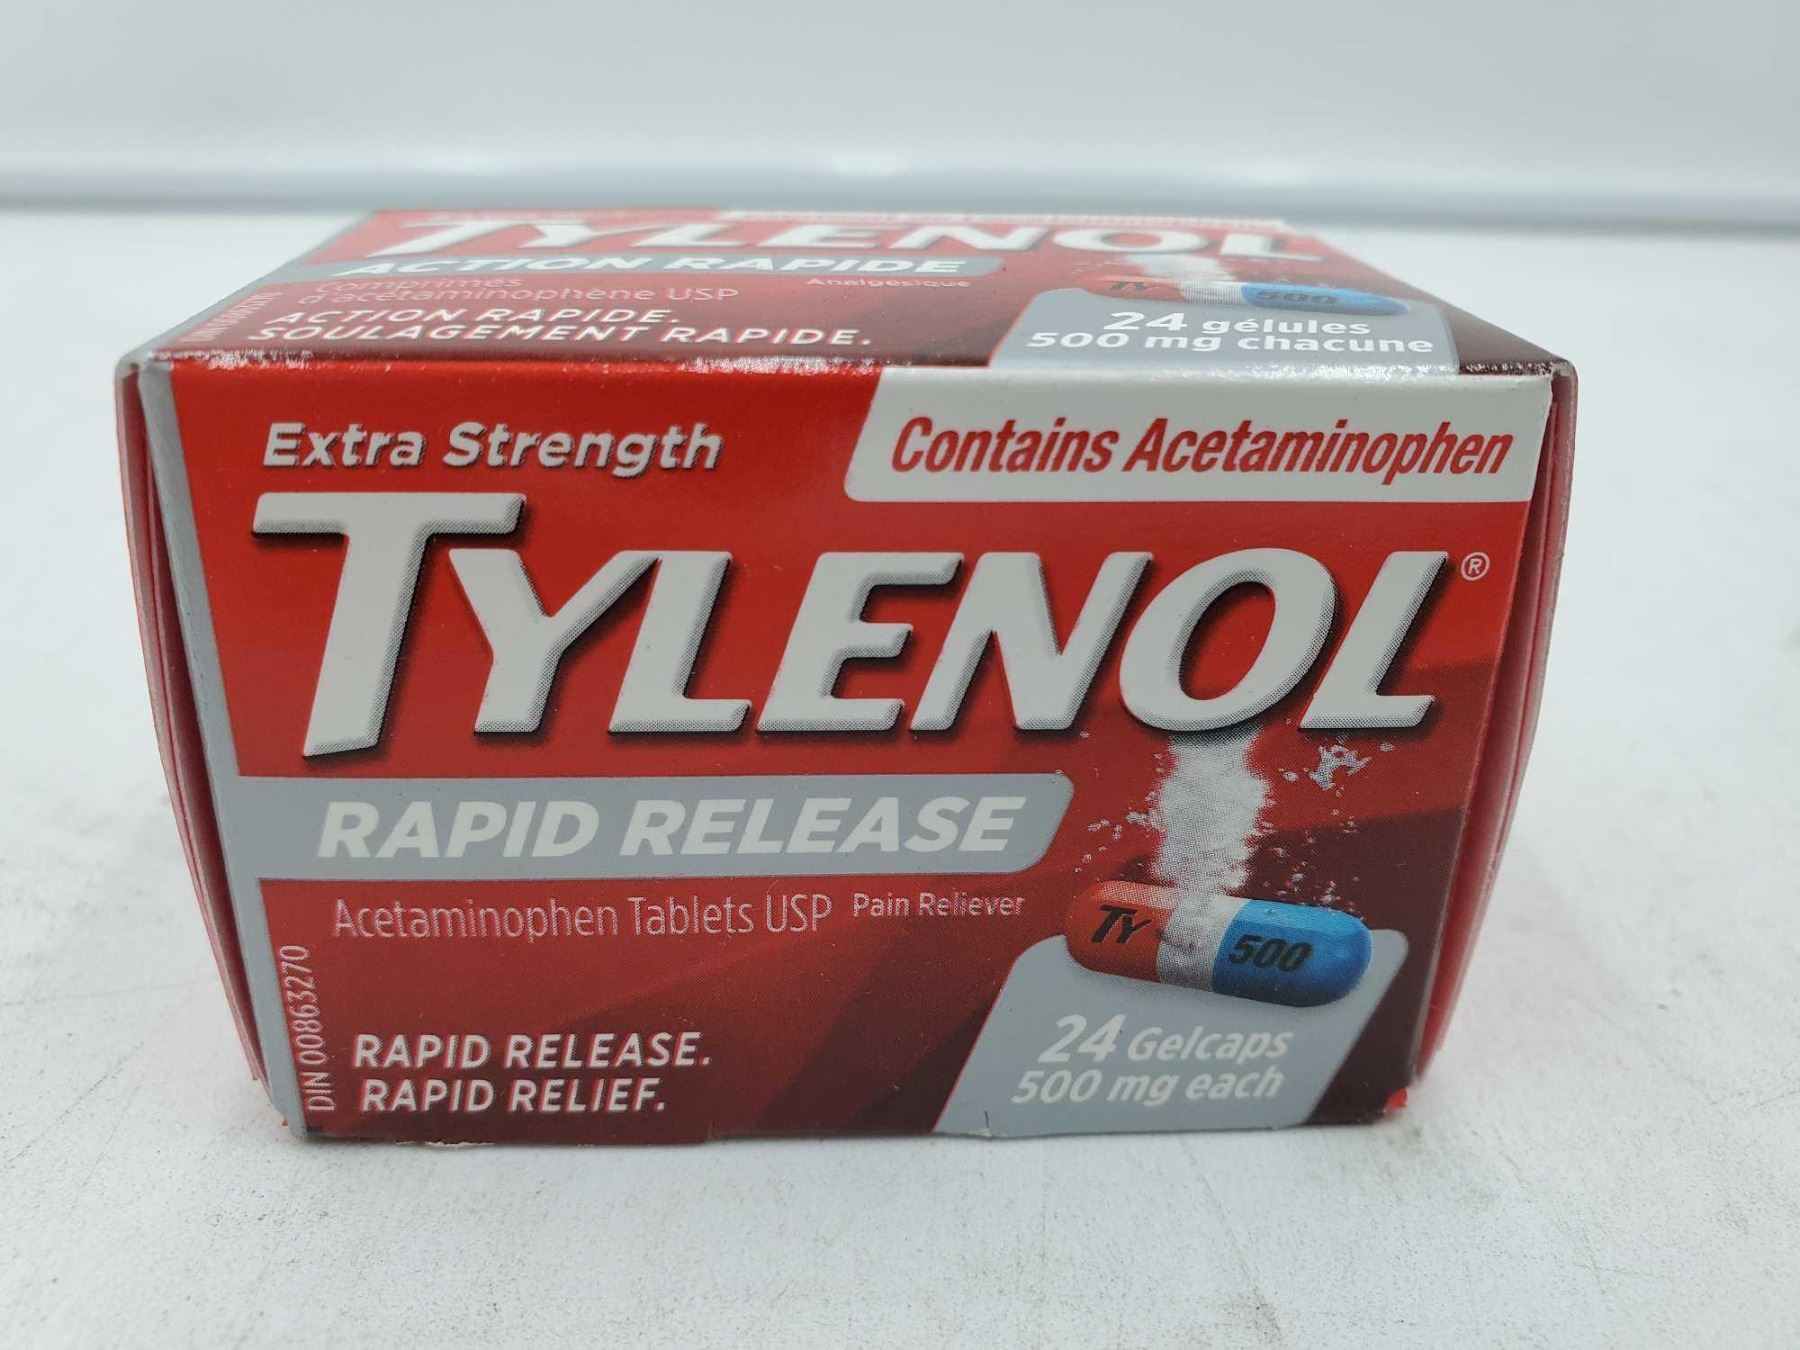 TYLENOL
ACTION RAPIDE
comprimés
d'acétaminophène USP
Analgésique
ACTION RAPIDE.
SOULAGEMENT RAPIDE.
TY 500
24 gélules
500 mg chacune
Extra Strength
Contains Acetaminophen
TYLENOL®
RAPID RELEASE
Acetaminophen Tablets USP Pain Reliever
TY 500
DIN 00863270
RAPID RELEASE.
RAPID RELIEF.
24 Gelcaps
500 mg each